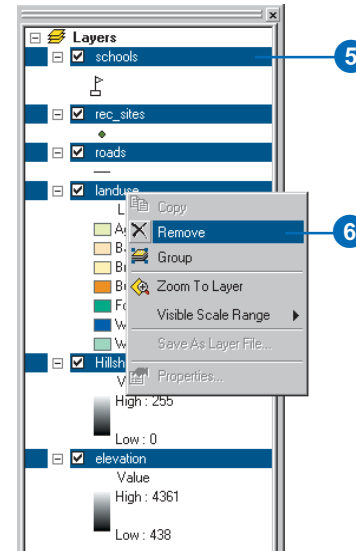 Layers
schools
5
rec_sites
roads
landuse
Copy
Remove
6
Group
Zoom To Layer
Visible Scale Range
Save As Layer File...
Properties...
Hillsh
High : 255
Low : 0
elevation
Value
High : 4361
Low : 438